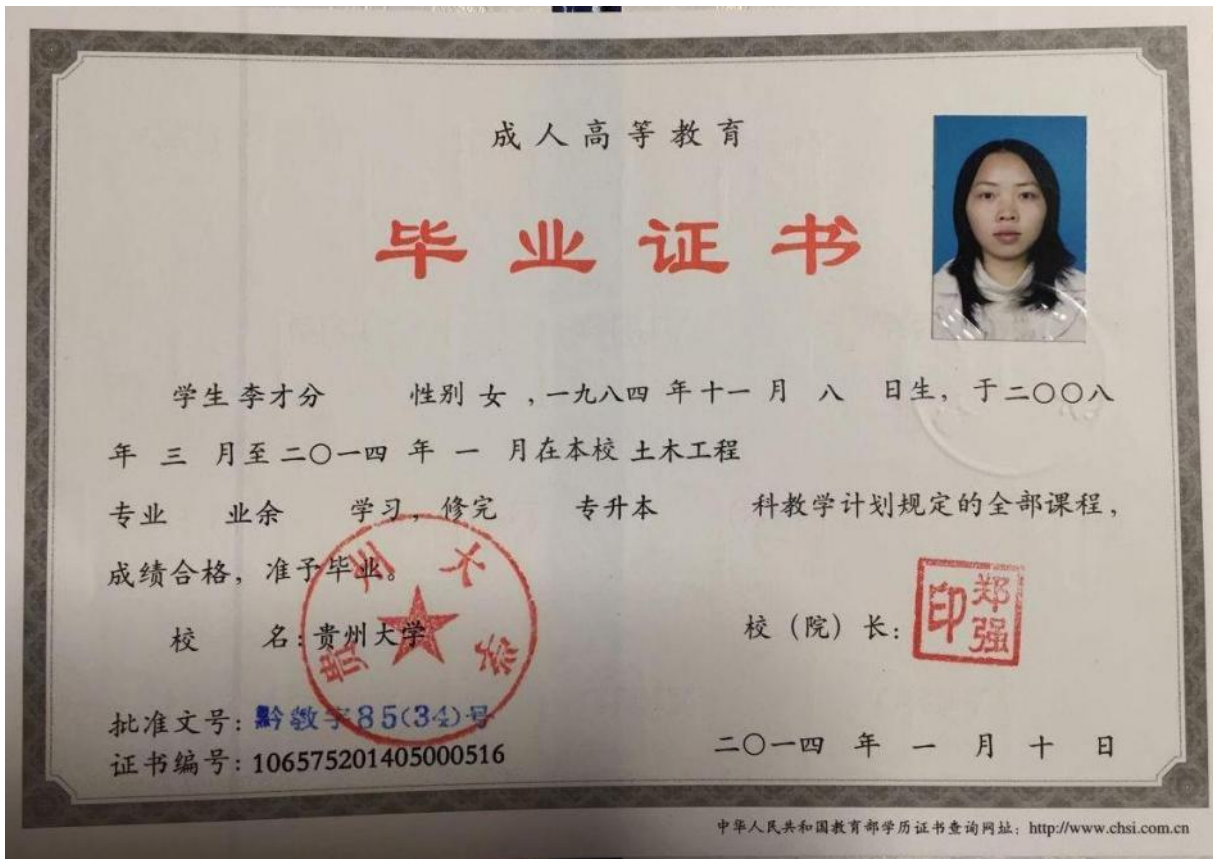 成人高等教育
毕业证书
学生 李才分 性别 女 ，一九八四 年 十一 月 八 日生，于二〇〇八
年 三 月至 二〇一四 年 一 月在本校 土木工程
专业 业余 学习，修完 专升本 科教学计划规定的全部课程，
成绩合格，准予毕业。
贵州大学
校 名：贵州大学
校（院）长：
郑强印
批准文号：黔教字85(34)号
证书编号：106575201405000516
二〇一四 年 一 月 十 日
中华人民共和国教育部学历证书查询网址：http://www.chsi.com.cn